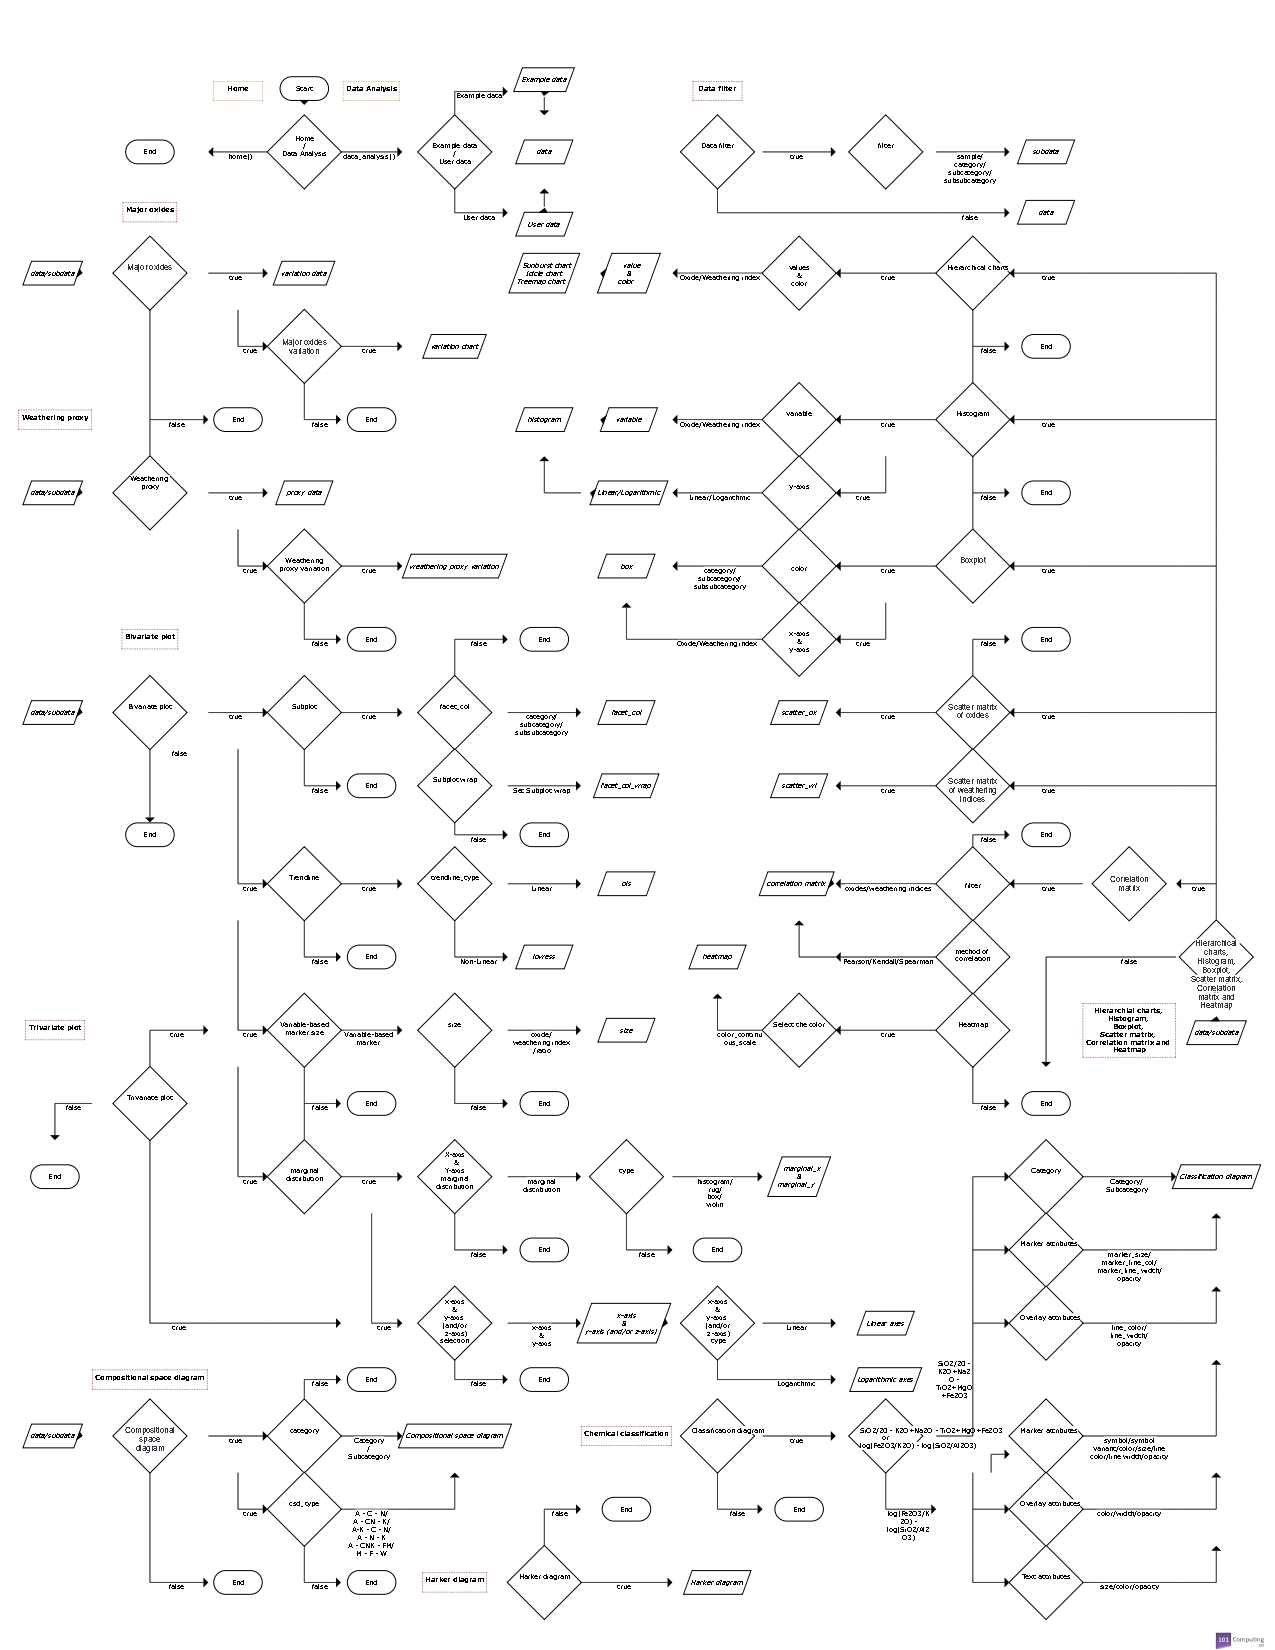 Home
Start
Data Analysis
Example data
Example data
Home
/
Data Analysis
End
home()
data_analysis()
Example data
/
User data
data
User data
User data
Data filter
Data filter
true
filter
sample/
category/
subcategory/
subsubcategory
subdata
false
data
Major oxides
data/subdata
Major oxides
true
variation data
true
Major oxides
variation
true
variation chart
false
End
false
End
Weathering proxy
data/subdata
Weathering
proxy
true
proxy data
true
Weathering
proxy variation
true
weathering proxy variation
false
End
Sunburst chart
Icicle chart
Treemap chart
value
&
color
Oxide/Weathering index
values
&
color
true
Hierarchical charts
true
false
End
histogram
variable
Oxide/Weathering index
variable
true
Histogram
true
Linear/Logarithmic
Linear/Logarithmic
y-axis
true
false
End
box
category/
subcategory/
subsubcategory
color
true
Boxplot
true
Oxide/Weathering index
x-axis
&
y-axis
true
false
End
Bivariate plot
data/subdata
Bivariate plot
true
Subplot
true
facet_col
false
End
category/
subcategory/
subsubcategory
facet_col
false
End
false
End
Subplot wrap
Set Subplot wrap
facet_col_wrap
false
End
true
Trendline
true
trendline_type
Linear
ols
false
End
Non-Linear
lowess
scatter_ox
true
Scatter matrix
of oxides
true
scatter_wi
true
Scatter matrix
of weathering
indices
true
false
End
correlation matrix
oxides/weathering indices
filter
true
Correlation
matrix
true
heatmap
Pearson/Kendall/Spearman
method of
correlation
false
Hierarchical
charts,
Histogram,
Boxplot,
Scatter matrix,
Correlation
matrix and
Heatmap
color_continu
ous_scale
Select the color
true
Heatmap
Hierarchial charts,
Histogram,
Boxplot,
Scatter matrix,
Correlation matrix and
Heatmap
data/subdata
false
End
Trivariate plot
true
true
Variable-based
marker size
Variable-based
marker
size
oxide/
weathering index
/ratio
size
Trivariate plot
false
End
false
End
false
End
true
marginal
distribution
true
X-axis
&
Y-axis
marginal
distribution
marginal
distribution
type
histogram/
rug/
box/
violin
marginal_x
&
marginal_y
false
End
false
End
true
true
x-axis
&
y-axis
(and/or
z-axis)
selection
x-axis
&
y-axis
x-axis
&
y-axis (and/or z-axis)
x-axis
&
y-axis
(and/or
z-axis)
type
Linear
Linear axes
false
End
Logarithmic
Logarithmic axes
Category
Category/
Subcategory
Classification diagram
Marker attributes
marker_size/
marker_line_col/
marker_line_width/
opacity
Overlay attributes
line_color/
line_width/
opacity
SiO2/20 -
K2O +Na2
O -
TiO2+MgO
+Fe2O3
Compositional space diagram
data/subdata
Compositional
space
diagram
true
category
false
End
Category
/
Subcategory
Compositional space diagram
true
csd_type
A - C - N/
A - CN - K/
A-K - C - N/
A - N - K
A - CNK - FM/
M - F - W
false
End
false
End
Chemical classification
Classification diagram
true
SiO2/20 - K2O +Na2O - TiO2+MgO +Fe2O3
or
log(Fe2O3/K2O) - log(SiO2/Al2O3)
false
End
log(Fe2O3/K
2O) -
log(SiO2/Al2
O3)
Marker attributes
symbol/symbol
variant/color/size/line
color/line width/opacity
Overlay attributes
color/width/opacity
Text attributes
size/color/opacity
Harker diagram
Harker diagram
false
End
true
Harker diagram
101 Computing